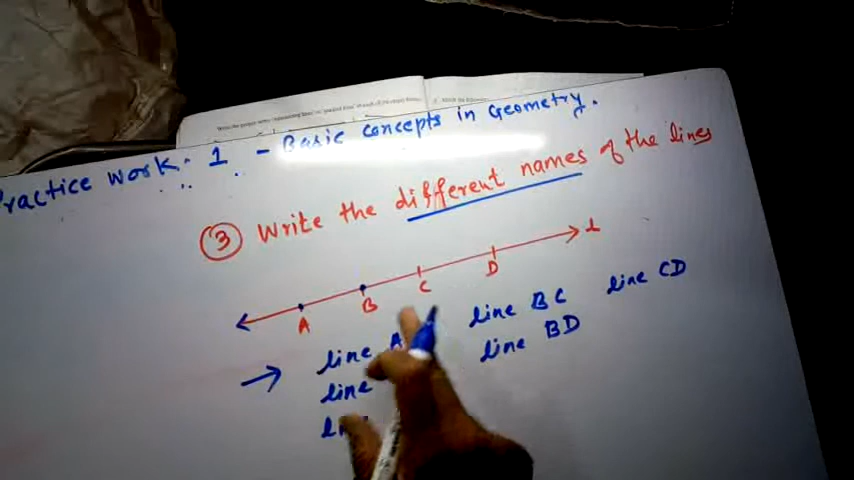 Practice Work. 1 - Basic concepts in Geometry.
③ Write the different names of the lines
l
A B C D
→ line A line BC line CD
line line BD